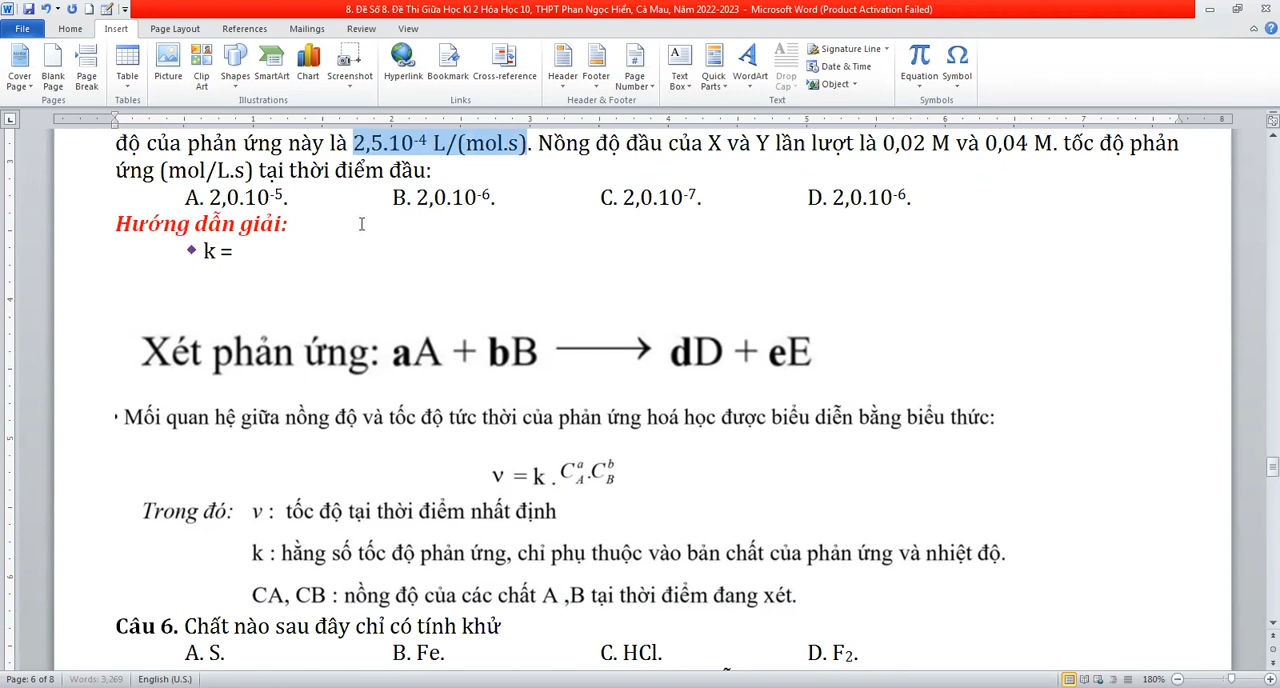 8. Đề Số 8. Đề Thi Giữa Học Kì 2 Hóa Học 10, THPT Phan Ngọc Hiển, Cà Mau, Năm 2022-2023 - Microsoft Word (Product Activation Failed)
File Home Insert Page Layout References Mailings Review View
Cover Page Blank Page Page Break Table Picture Clip Art Shapes SmartArt Chart Screenshot Hyperlink Bookmark Cross-reference Header Footer Page Number Text Box Quick Parts WordArt Drop Cap Signature Line Date & Time Object Equation Symbol
Pages Tables Illustrations Links Header & Footer Text Symbols
độ của phản ứng này là 2,5.10⁻⁴ L/(mol.s). Nồng độ đầu của X và Y lần lượt là 0,02 M và 0,04 M. tốc độ phản
ứng (mol/L.s) tại thời điểm đầu:
A. 2,0.10⁻⁵. B. 2,0.10⁻⁶. C. 2,0.10⁻⁷. D. 2,0.10⁻⁶.
Hướng dẫn giải:
k =
Xét phản ứng: aA + bB ⟶ dD + eE
Mối quan hệ giữa nồng độ và tốc độ tức thời của phản ứng hoá học được biểu diễn bằng biểu thức:
v = k . C_A^a.C_B^b
Trong đó: v : tốc độ tại thời điểm nhất định
k : hằng số tốc độ phản ứng, chỉ phụ thuộc vào bản chất của phản ứng và nhiệt độ.
CA, CB : nồng độ của các chất A ,B tại thời điểm đang xét.
Câu 6. Chất nào sau đây chỉ có tính khử
A. S. B. Fe. C. HCl. D. F₂.
Page: 6 of 8 Words: 3,269 English (U.S.) 180%